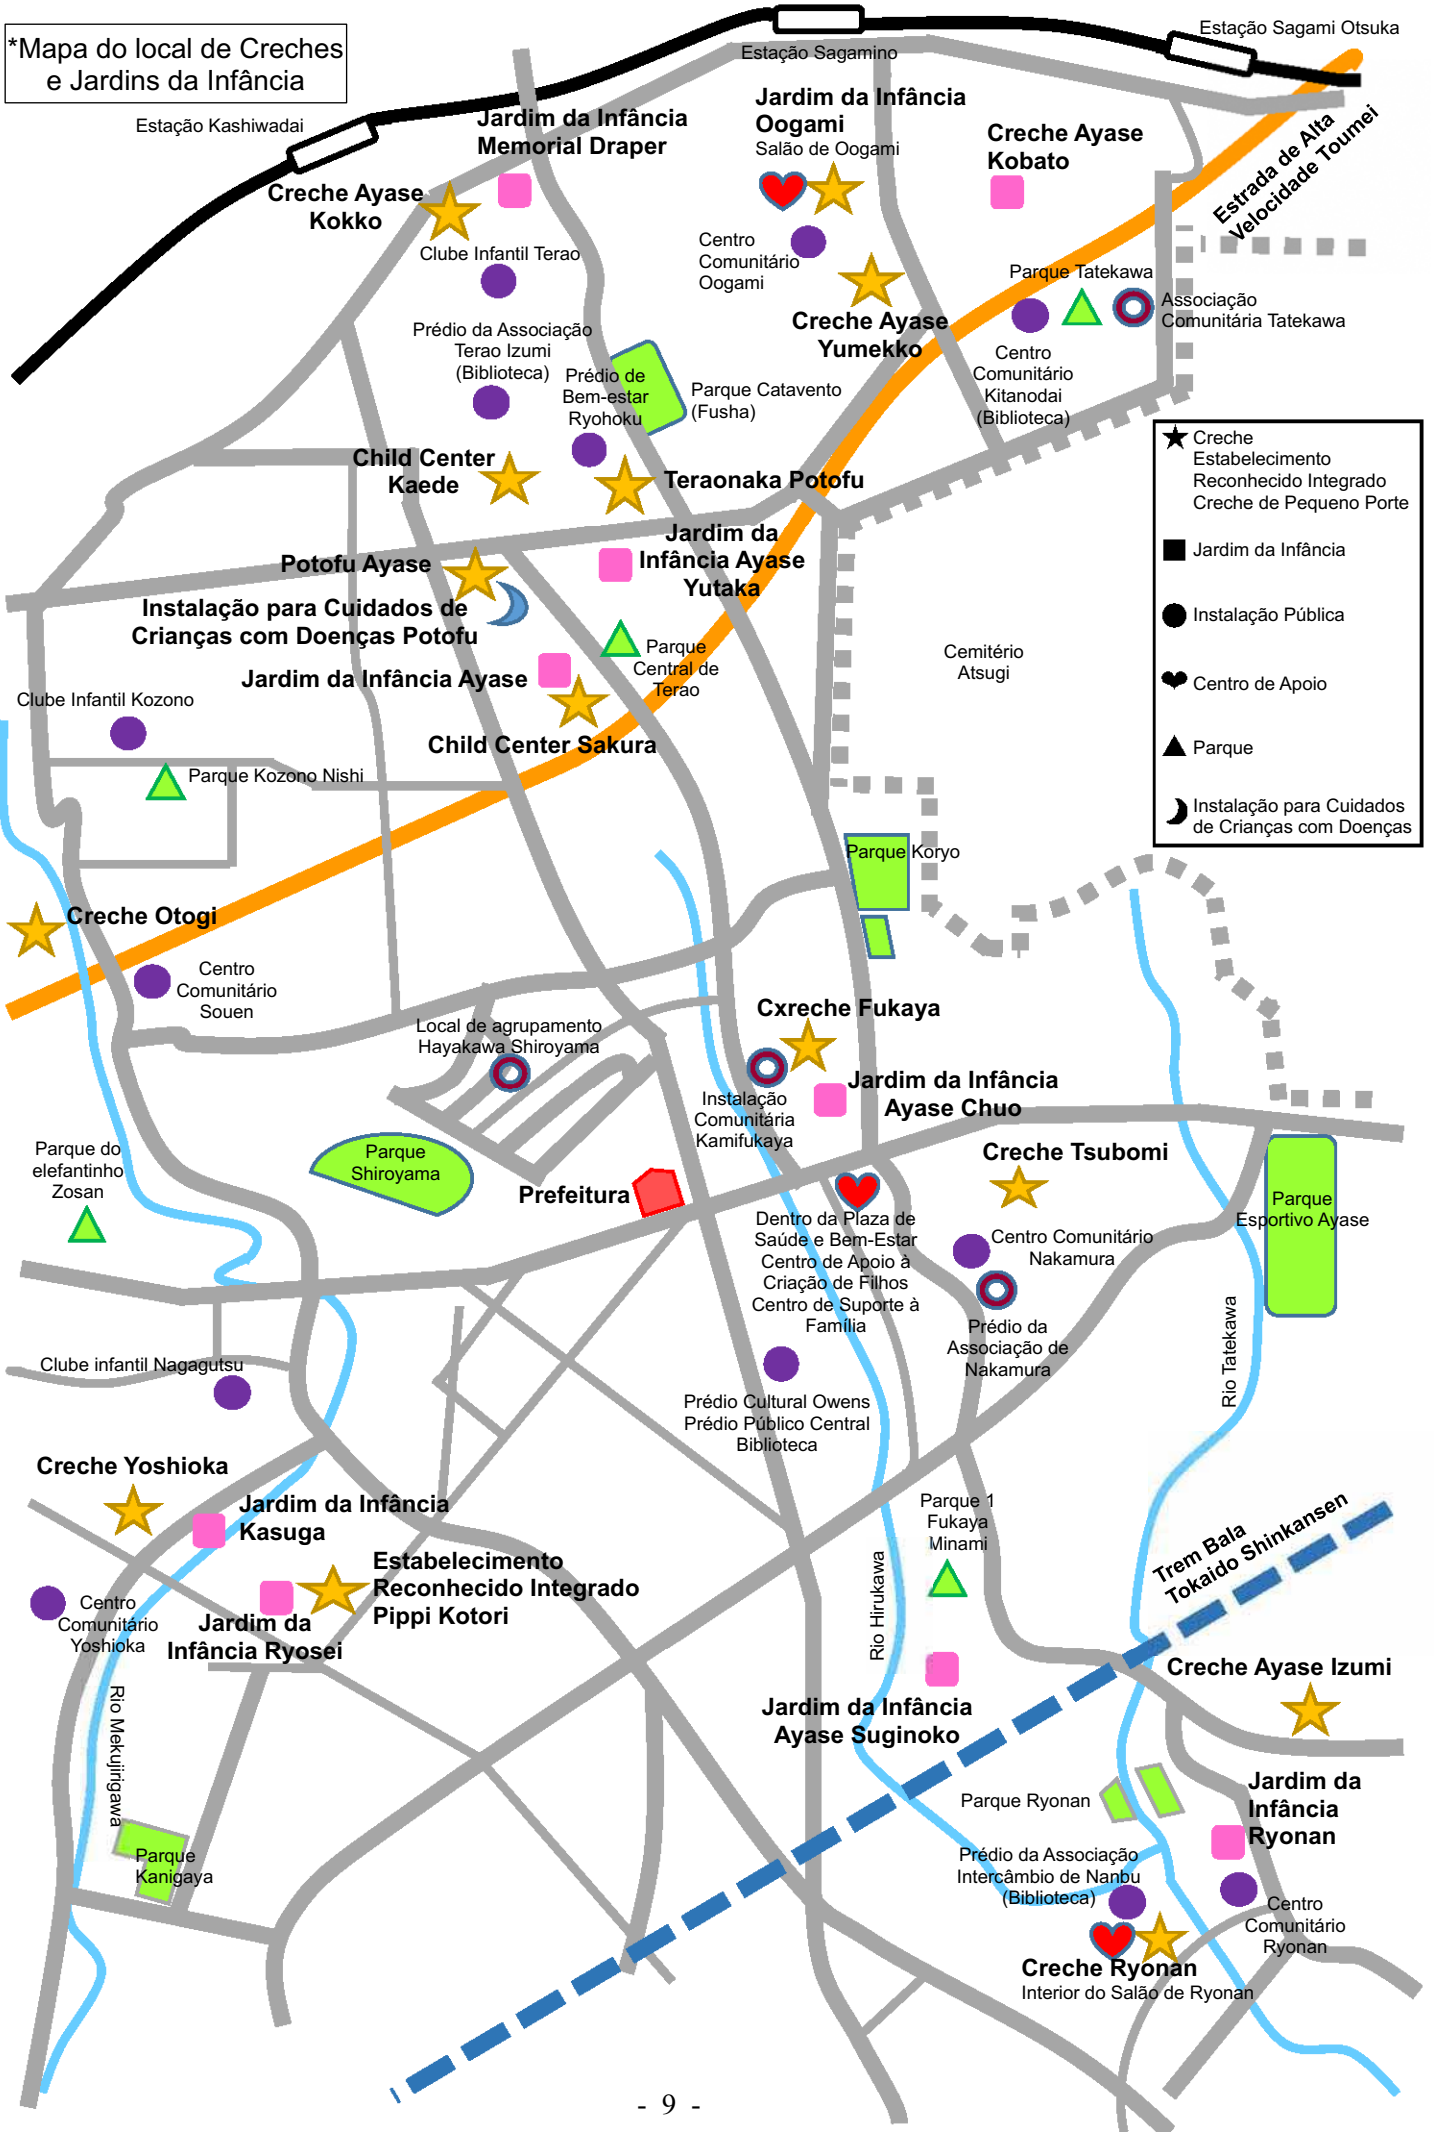 *Mapa do local de Creches
e Jardins da Infância
Estação Sagami Otsuka
Estação Sagamino
Estação Kashiwadai
Jardim da Infância
Memorial Draper
Jardim da Infância
Oogami
Salão de Oogami
Creche Ayase
Kobato
Estrada de Alta
Velocidade Toumei
Creche Ayase
Kokko
Clube Infantil Terao
Centro
Comunitário
Oogami
Parque Tatekawa
Associação
Comunitária Tatekawa
Creche Ayase
Yumekko
Prédio da Associação
Terao Izumi
(Biblioteca)
Prédio de
Bem-estar
Ryohoku
Parque Catavento
(Fusha)
Centro
Comunitário
Kitanodai
(Biblioteca)
Creche
Estabelecimento
Reconhecido Integrado
Creche de Pequeno Porte
Jardim da Infância
Instalação Pública
Centro de Apoio
Parque
Instalação para Cuidados
de Crianças com Doenças
Child Center
Kaede
Teraonaka Potofu
Jardim da
Infância Ayase
Yutaka
Potofu Ayase
Instalação para Cuidados de
Crianças com Doenças Potofu
Parque
Central de
Terao
Cemitério
Atsugi
Jardim da Infância Ayase
Clube Infantil Kozono
Child Center Sakura
Parque Kozono Nishi
Parque Koryo
Creche Otogi
Centro
Comunitário
Souen
Cxreche Fukaya
Local de agrupamento
Hayakawa Shiroyama
Jardim da Infância
Ayase Chuo
Instalação
Comunitária
Kamifukaya
Parque do
elefantinho
Zosan
Parque
Shiroyama
Creche Tsubomi
Prefeitura
Parque
Esportivo Ayase
Dentro da Plaza de
Saúde e Bem-Estar
Centro de Apoio à
Criação de Filhos
Centro de Suporte à
Família
Centro Comunitário
Nakamura
Prédio da
Associação de
Nakamura
Rio Tatekawa
Clube infantil Nagagutsu
Prédio Cultural Owens
Prédio Público Central
Biblioteca
Creche Yoshioka
Jardim da Infância
Kasuga
Parque 1
Fukaya
Minami
Trem Bala
Tokaido Shinkansen
Estabelecimento
Reconhecido Integrado
Pippi Kotori
Rio Hirukawa
Centro
Comunitário
Yoshioka
Jardim da
Infância Ryosei
Creche Ayase Izumi
Rio Mekujirigawa
Jardim da Infância
Ayase Suginoko
Jardim da
Infância
Ryonan
Parque Ryonan
Parque
Kanigaya
Prédio da Associação
Intercâmbio de Nanbu
(Biblioteca)
Centro
Comunitário
Ryonan
Creche Ryonan
Interior do Salão de Ryonan
- 9 -